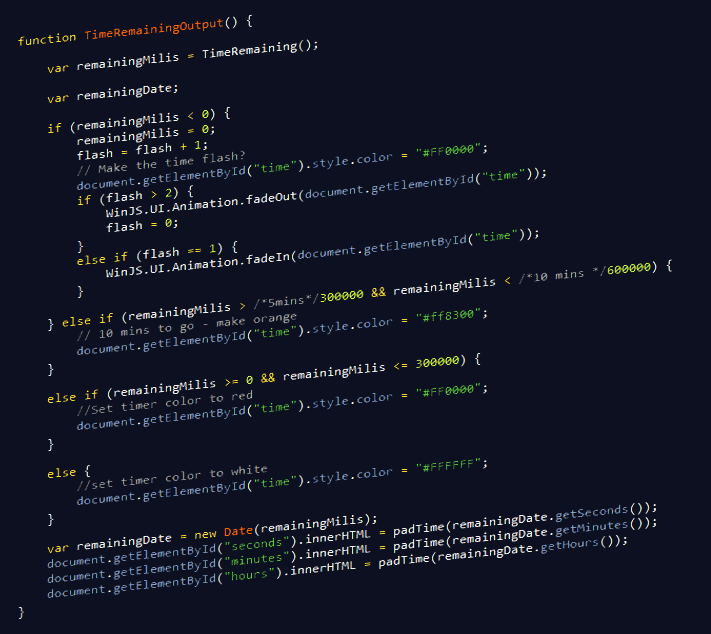 function TimeRemainingOutput() {
var remainingMilis = TimeRemaining();
var remainingDate;
if (remainingMilis < 0) {
remainingMilis = 0;
flash = flash + 1;
// Make the time flash?
document.getElementById("time").style.color = "#FF0000";
if (flash > 2) {
WinJS.UI.Animation.fadeOut(document.getElementById("time"));
flash = 0;
}
else if (flash == 1) {
WinJS.UI.Animation.fadeIn(document.getElementById("time"));
}
} else if (remainingMilis > /*5mins*/300000 && remainingMilis < /*10 mins */600000) {
// 10 mins to go - make orange
document.getElementById("time").style.color = "#ff8300";
}
else if (remainingMilis >= 0 && remainingMilis <= 300000) {
//Set timer color to red
document.getElementById("time").style.color = "#FF0000";
}
else {
//set timer color to white
document.getElementById("time").style.color = "#FFFFFF";
}
var remainingDate = new Date(remainingMilis);
document.getElementById("seconds").innerHTML = padTime(remainingDate.getSeconds());
document.getElementById("minutes").innerHTML = padTime(remainingDate.getMinutes());
document.getElementById("hours").innerHTML = padTime(remainingDate.getHours());
}